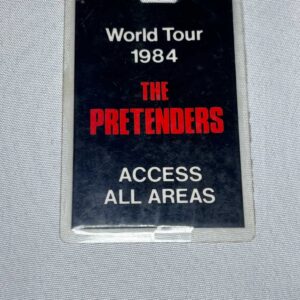 World Tour
1984
THE
PRETENDERS
ACCESS
ALL AREAS